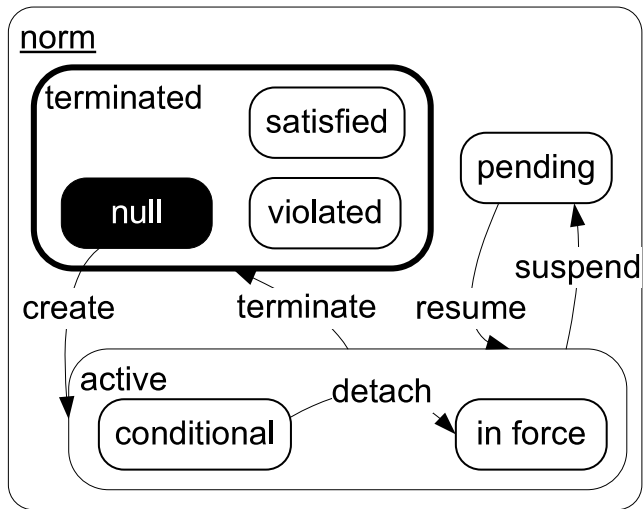 norm
terminated
satisfied
null
violated
pending
create
terminate
resume
suspend
active
conditional
detach
in force